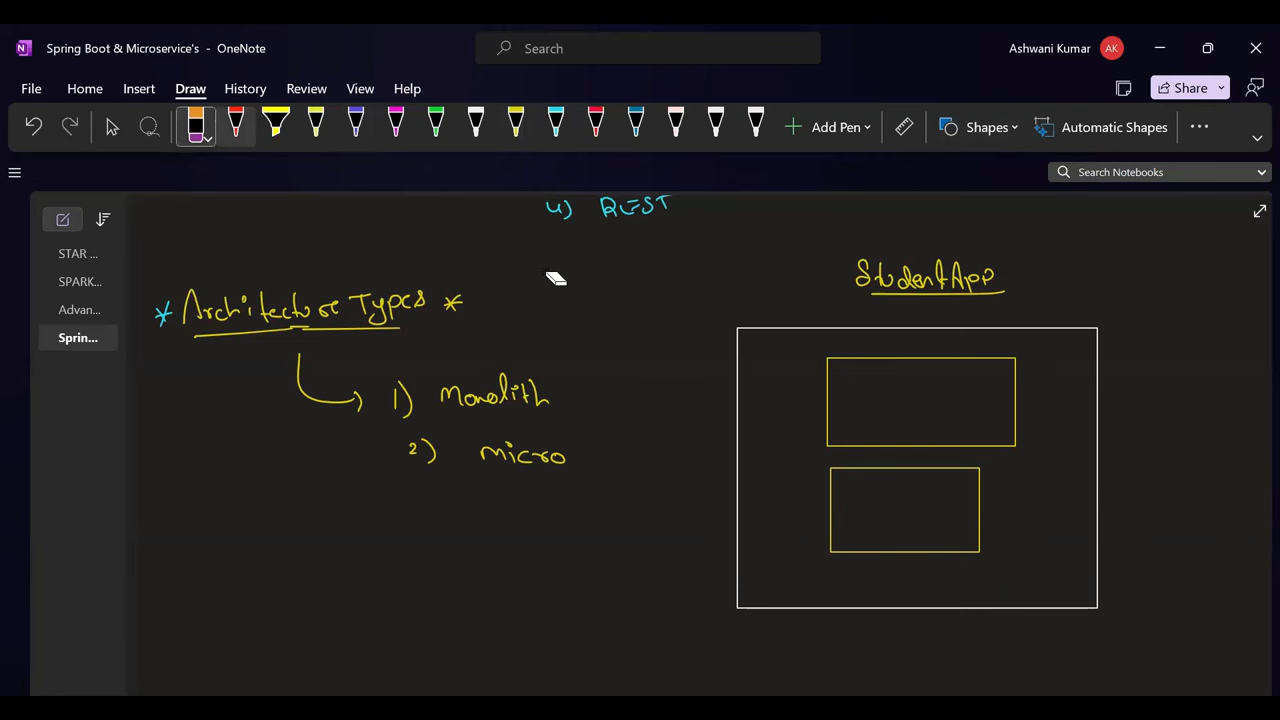 Spring Boot & Microservice's - OneNote
Search
Ashwani Kumar
AK
File
Home
Insert
Draw
History
Review
View
Help
Share
Add Pen
Shapes
Automatic Shapes
Search Notebooks
4) REST
STAR ...
SPARK...
Advan...
Sprin...
* Architecture Types *
1) Monolith
2) micro
StudentApp